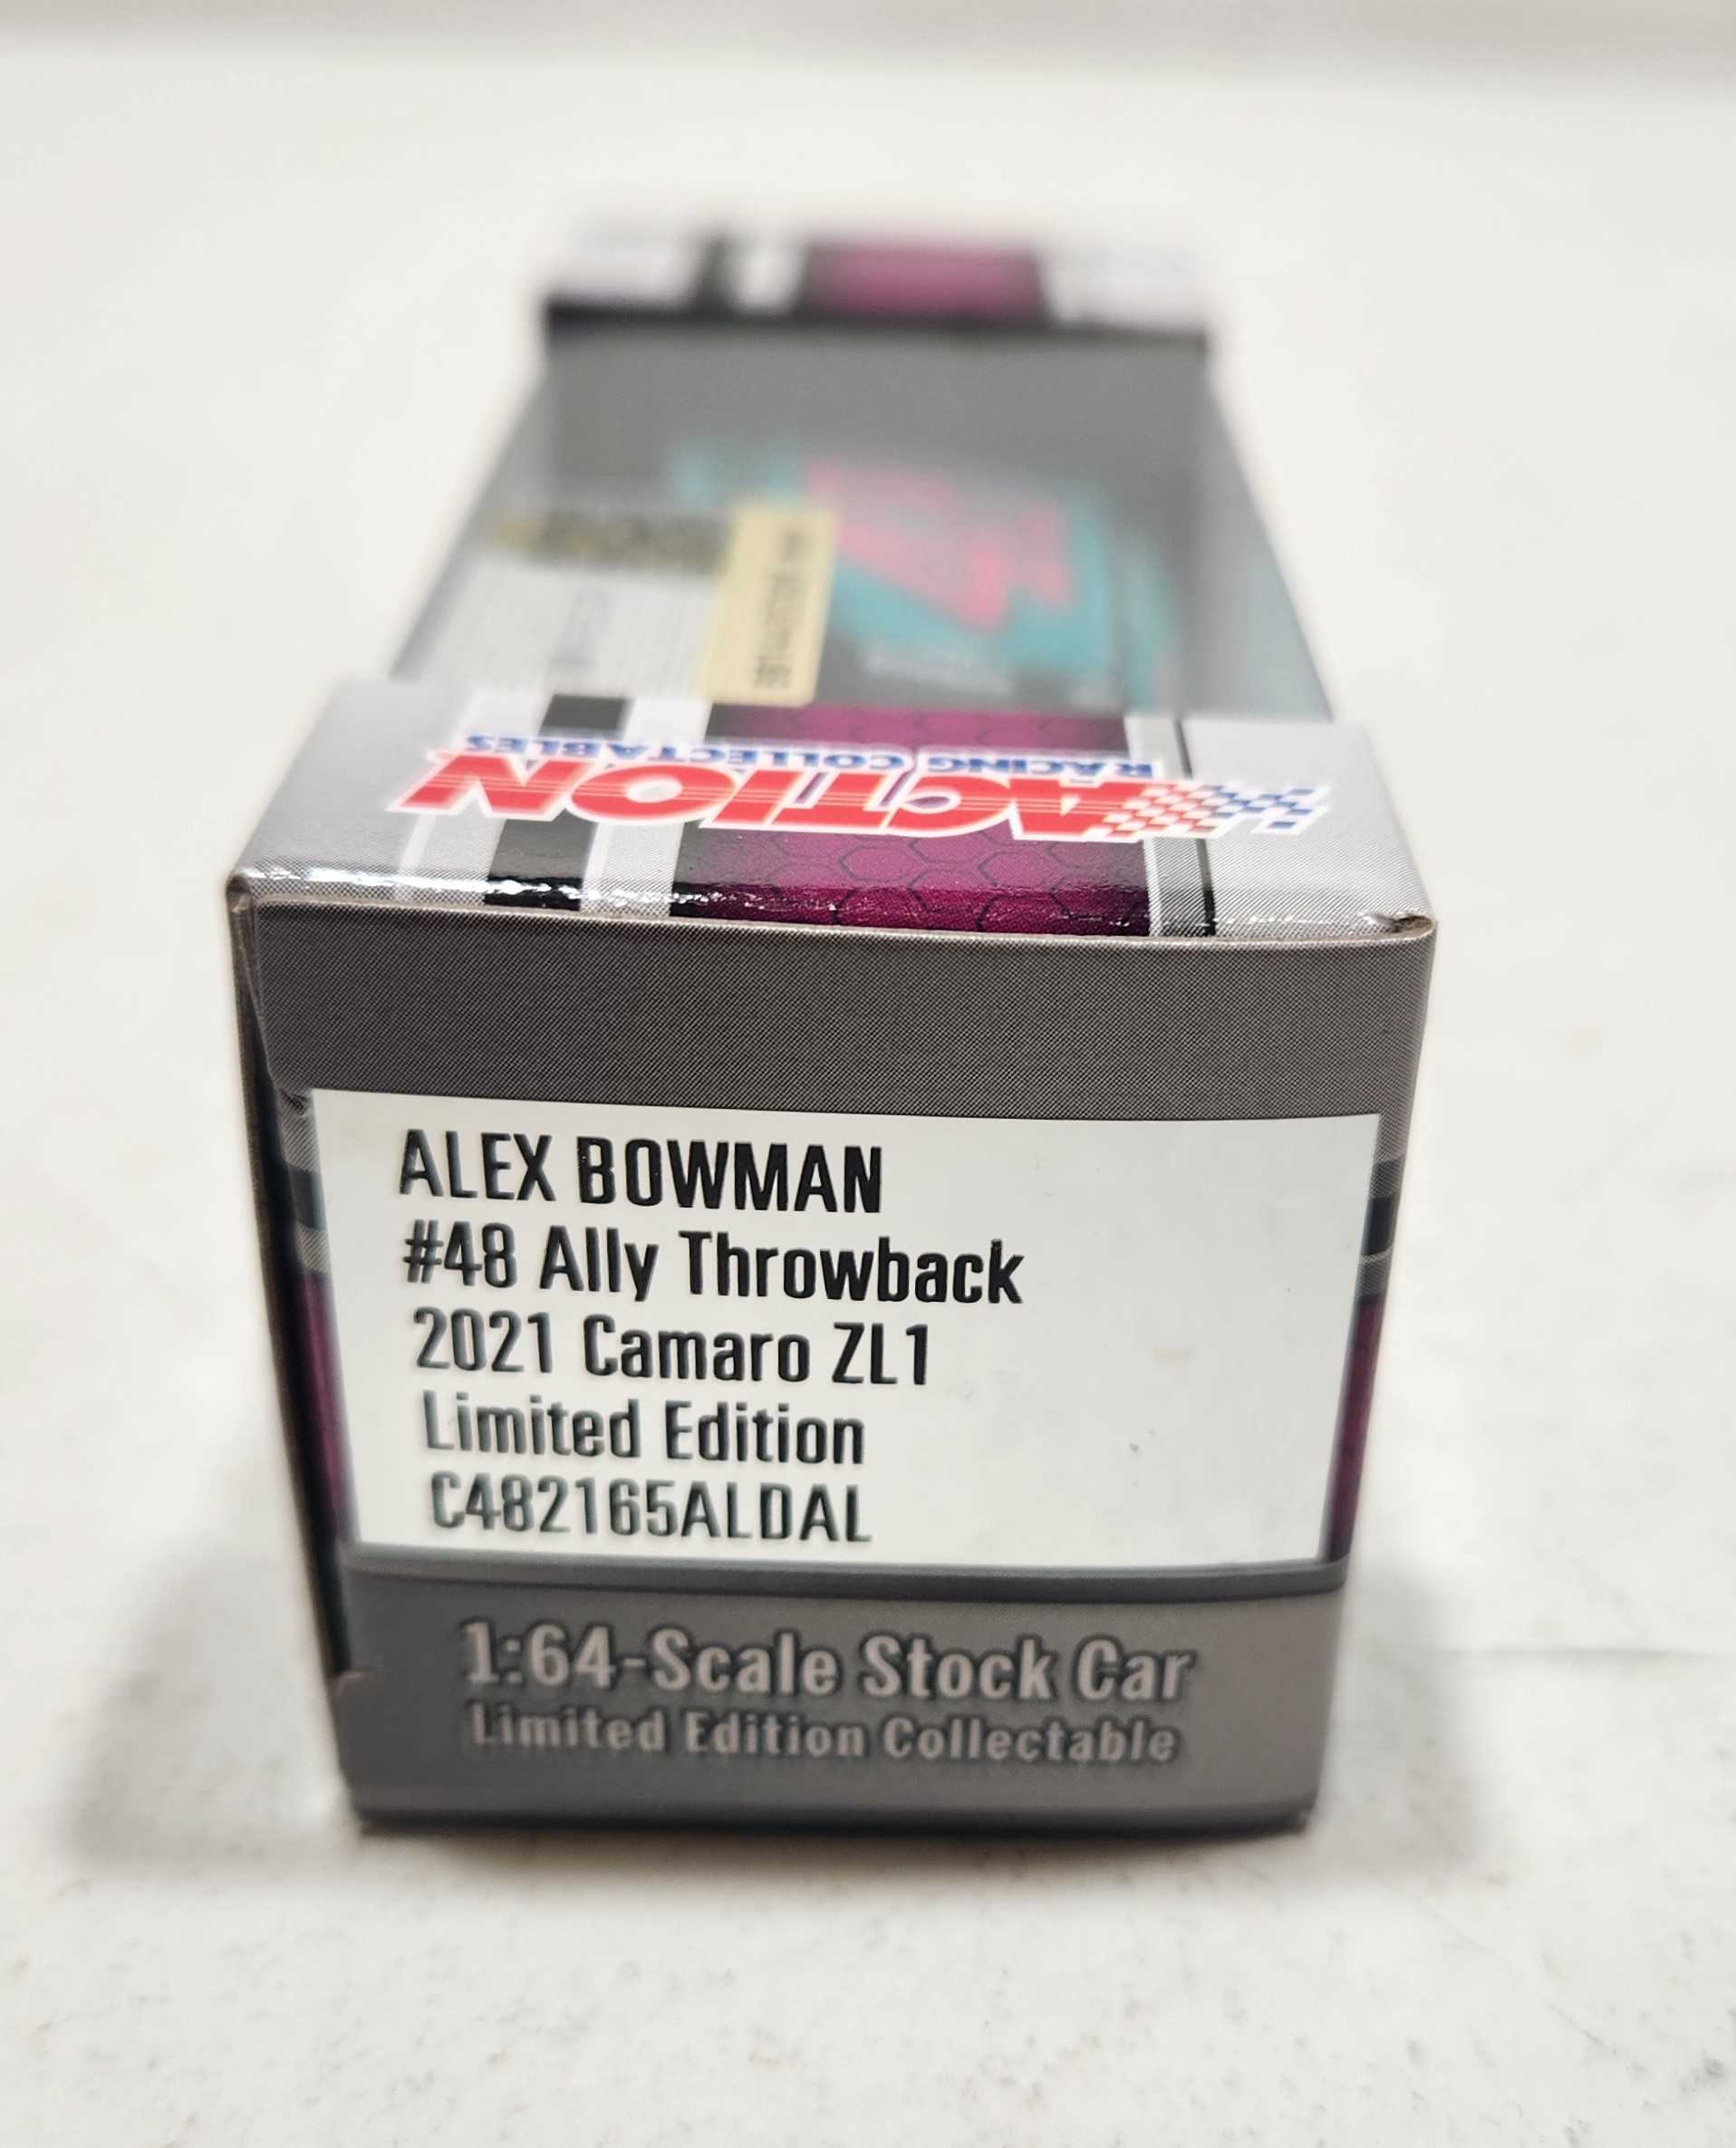 ACTION
RACING COLLECTABLES
ALEX BOWMAN
#48 Ally Throwback
2021 Camaro ZL1
Limited Edition
C482165ALDAL
1:64-Scale Stock Car
Limited Edition Collectable